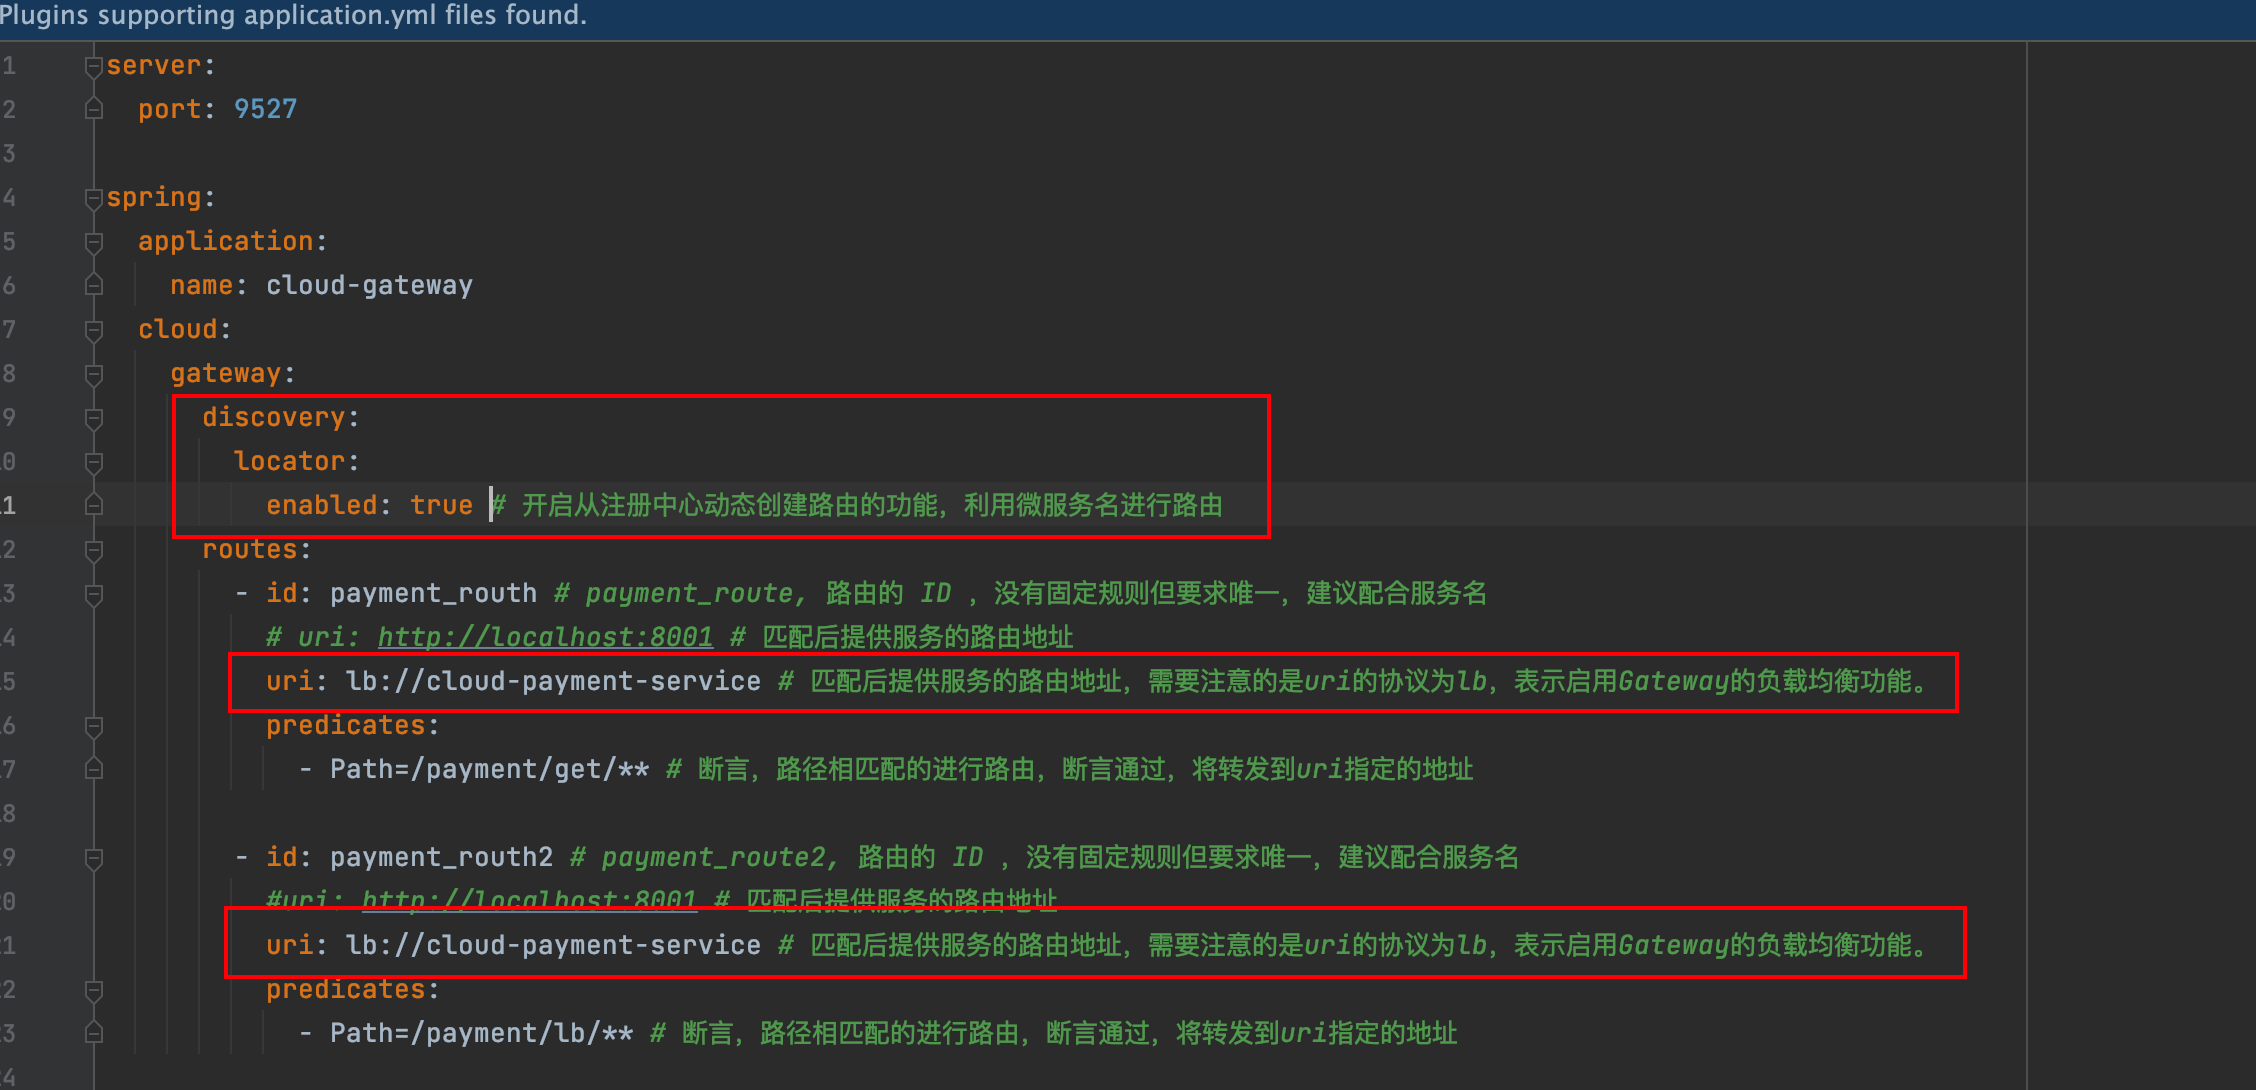 Plugins supporting application.yml files found.
1 server:
2   port: 9527
3
4 spring:
5   application:
6     name: cloud-gateway
7   cloud:
8     gateway:
9       discovery:
0         locator:
1           enabled: true # 开启从注册中心动态创建路由的功能，利用微服务名进行路由
2       routes:
3         - id: payment_routh # payment_route, 路由的 ID ，没有固定规则但要求唯一，建议配合服务名
4           # uri: http://localhost:8001 # 匹配后提供服务的路由地址
5           uri: lb://cloud-payment-service # 匹配后提供服务的路由地址，需要注意的是uri的协议为lb，表示启用Gateway的负载均衡功能。
6           predicates:
7             - Path=/payment/get/** # 断言，路径相匹配的进行路由，断言通过，将转发到uri指定的地址
8
9         - id: payment_routh2 # payment_route2, 路由的 ID ，没有固定规则但要求唯一，建议配合服务名
20           #uri: http://localhost:8001 # 匹配后提供服务的路由地址
21           uri: lb://cloud-payment-service # 匹配后提供服务的路由地址，需要注意的是uri的协议为lb，表示启用Gateway的负载均衡功能。
22           predicates:
23             - Path=/payment/lb/** # 断言，路径相匹配的进行路由，断言通过，将转发到uri指定的地址
24